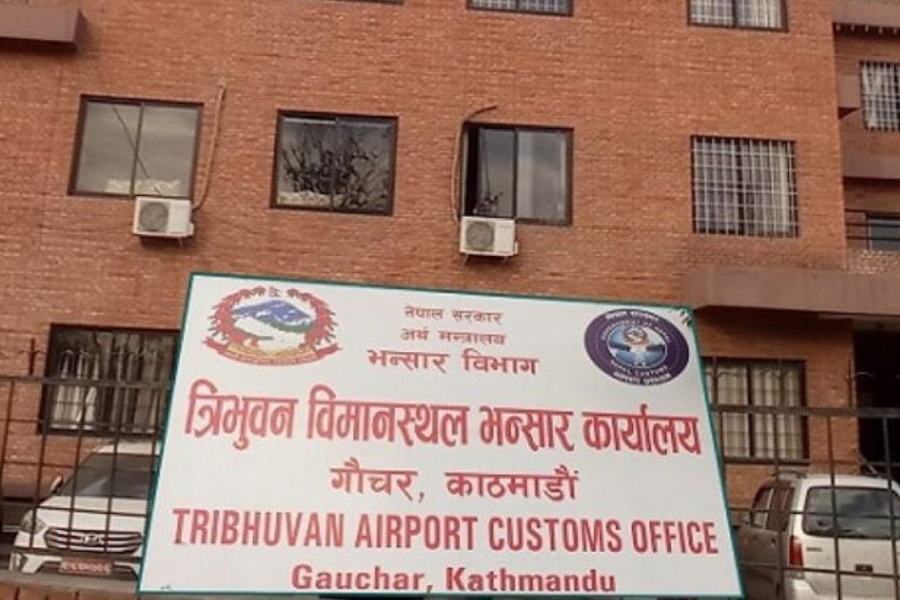 नेपाल सरकार
अर्थ मन्त्रालय
भन्सार विभाग
त्रिभुवन विमानस्थल भन्सार कार्यालय
गौचर, काठमाडौं
TRIBHUVAN AIRPORT CUSTOMS OFFICE
Gauchar, Kathmandu